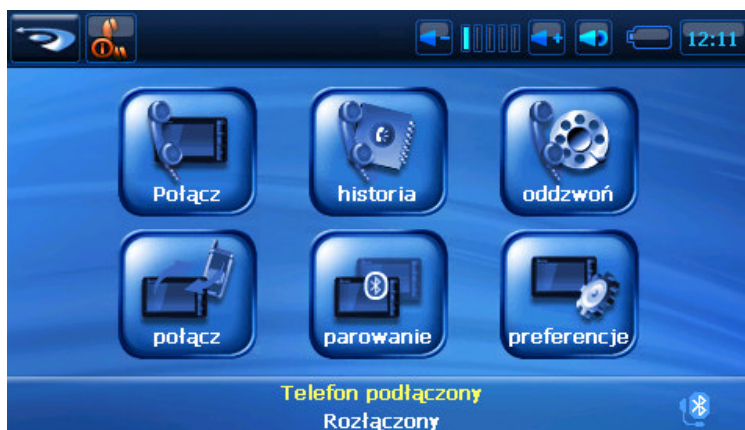 12:11
Połącz
historia
oddzwoń
połącz
parowanie
preferencje
Telefon podłączony
Rozłączony